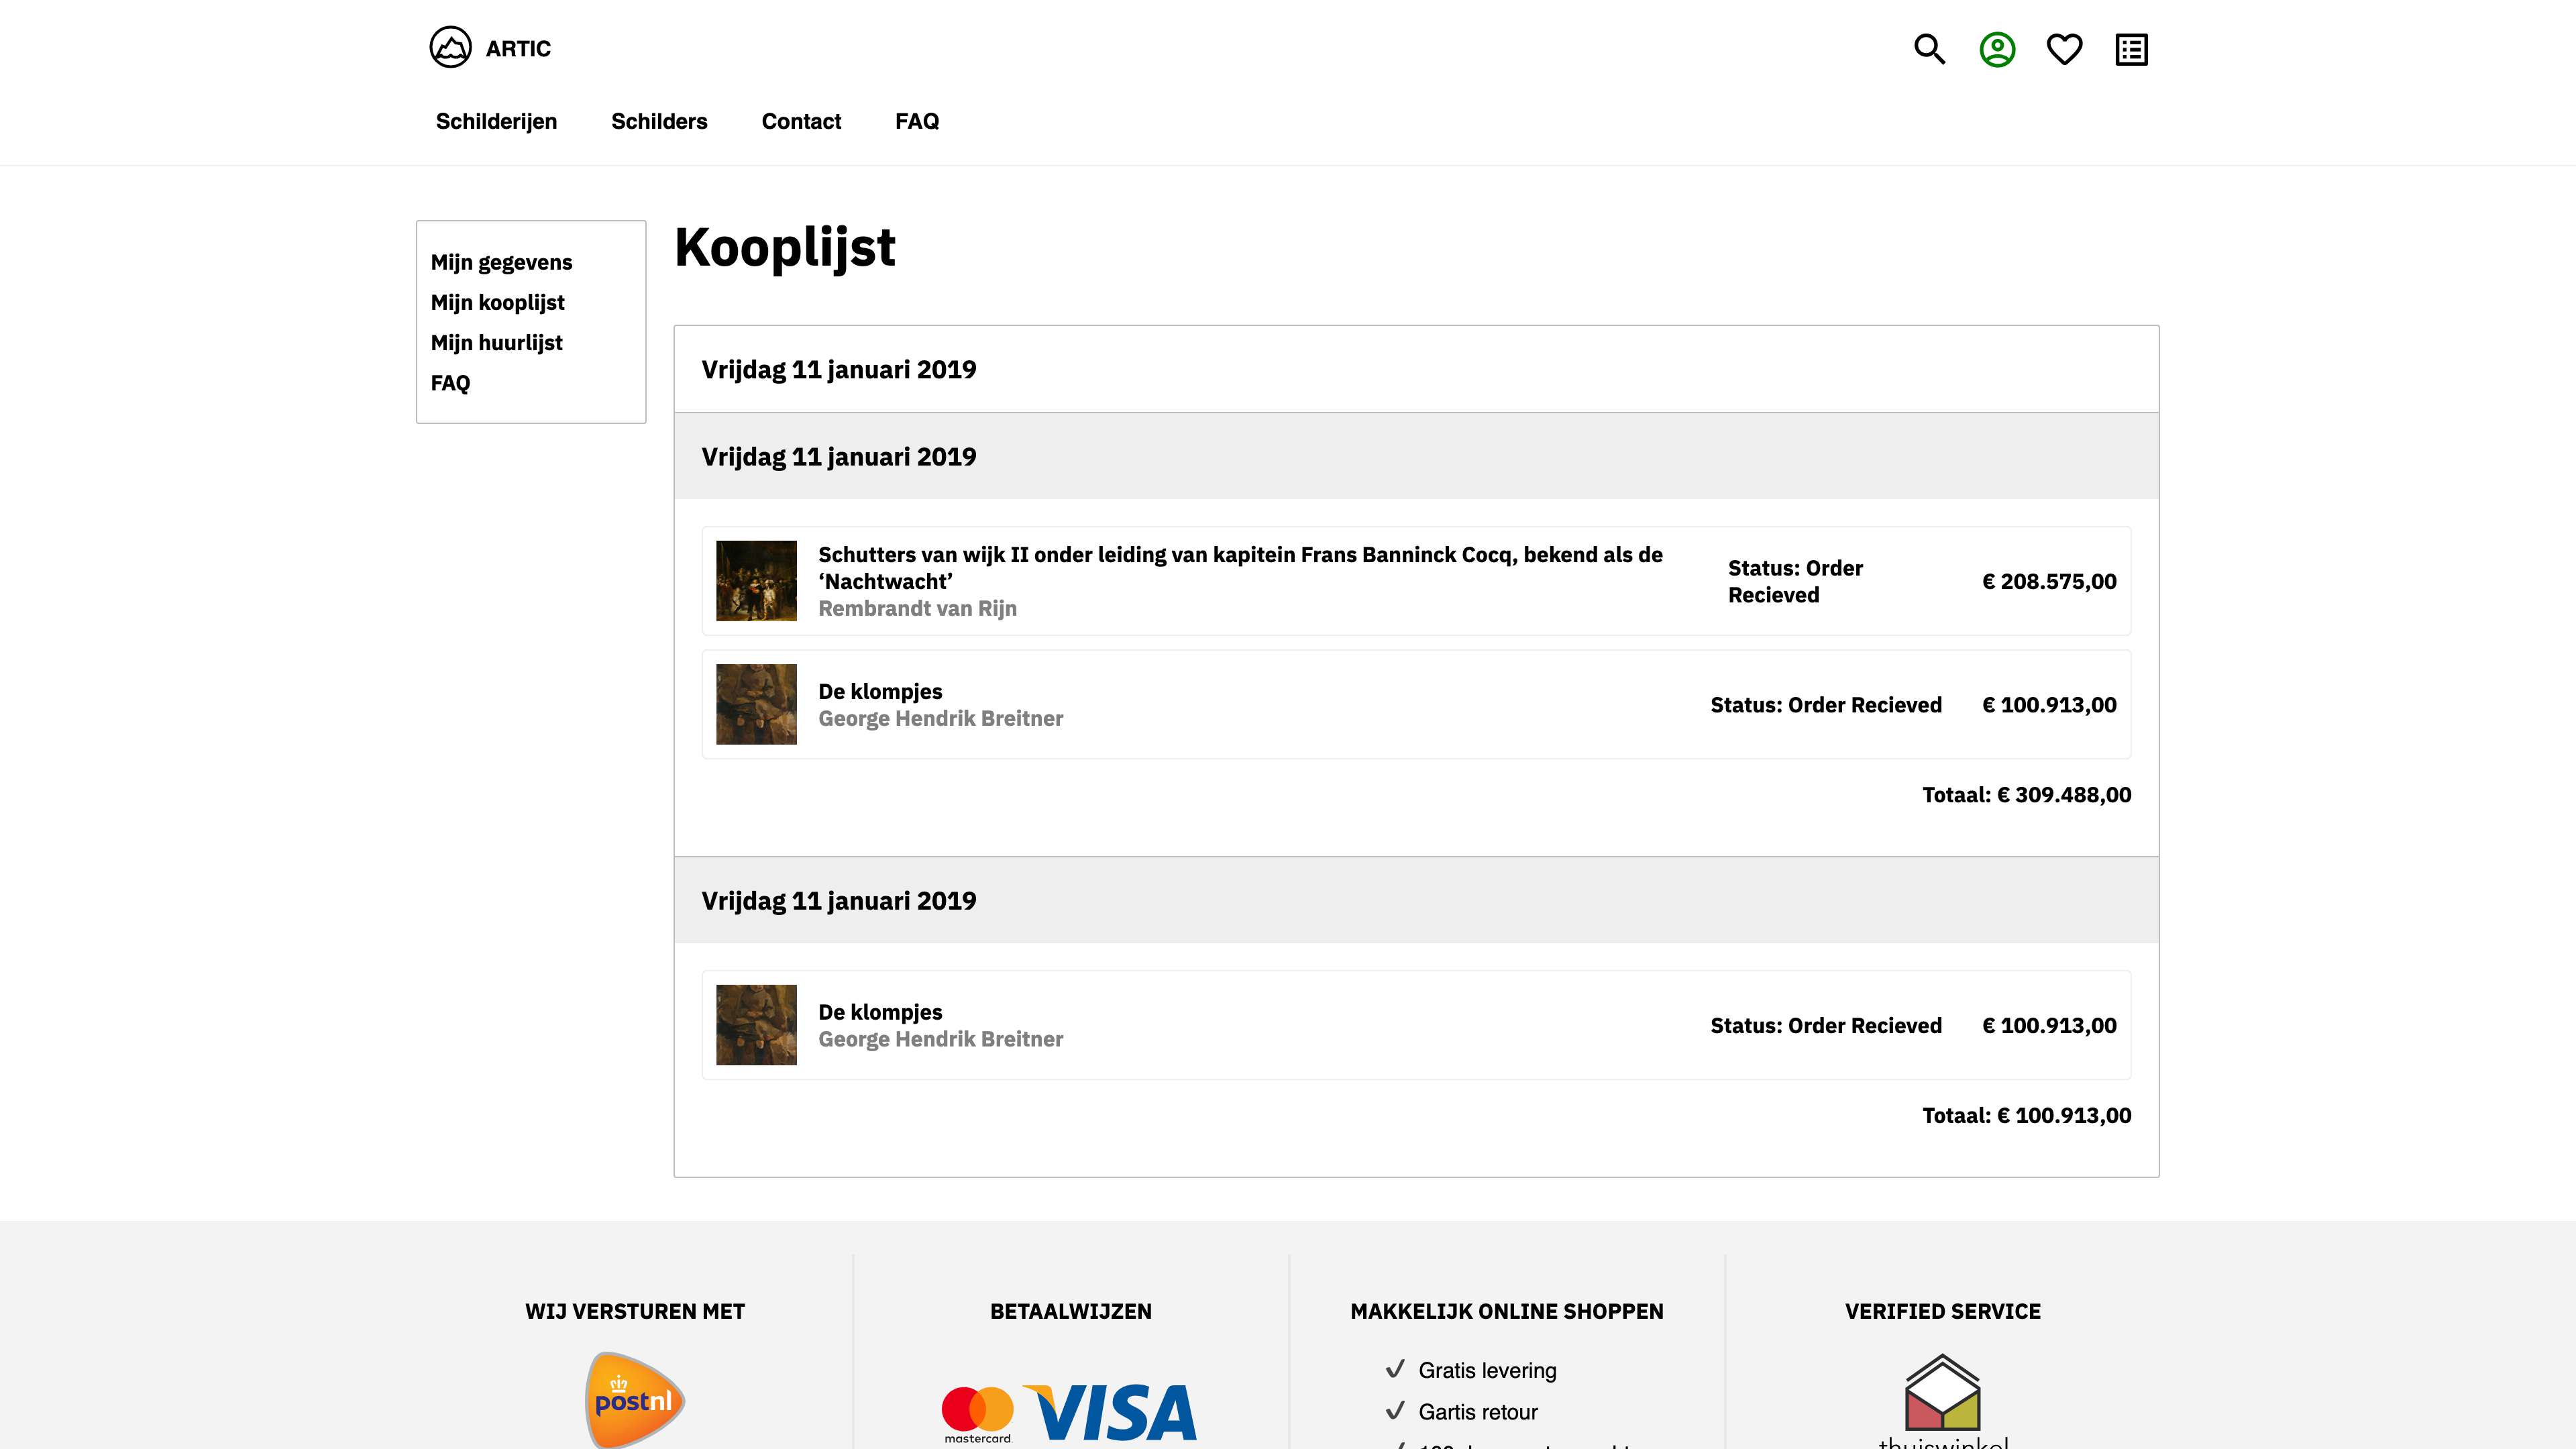 ARTIC
Schilderijen Schilders Contact FAQ
Mijn gegevens
Mijn kooplijst
Mijn huurlijst
FAQ
Kooplijst
Vrijdag 11 januari 2019
Vrijdag 11 januari 2019
Schutters van wijk II onder leiding van kapitein Frans Banninck Cocq, bekend als de
‘Nachtwacht’
Rembrandt van Rijn
Status: Order
Recieved
€ 208.575,00
De klompjes
George Hendrik Breitner
Status: Order Recieved
€ 100.913,00
Totaal: € 309.488,00
Vrijdag 11 januari 2019
De klompjes
George Hendrik Breitner
Status: Order Recieved
€ 100.913,00
Totaal: € 100.913,00
WIJ VERSTUREN MET
postnl
BETAALWIJZEN
mastercard
VISA
MAKKELIJK ONLINE SHOPPEN
Gratis levering
Gartis retour
VERIFIED SERVICE
thuiswinkel